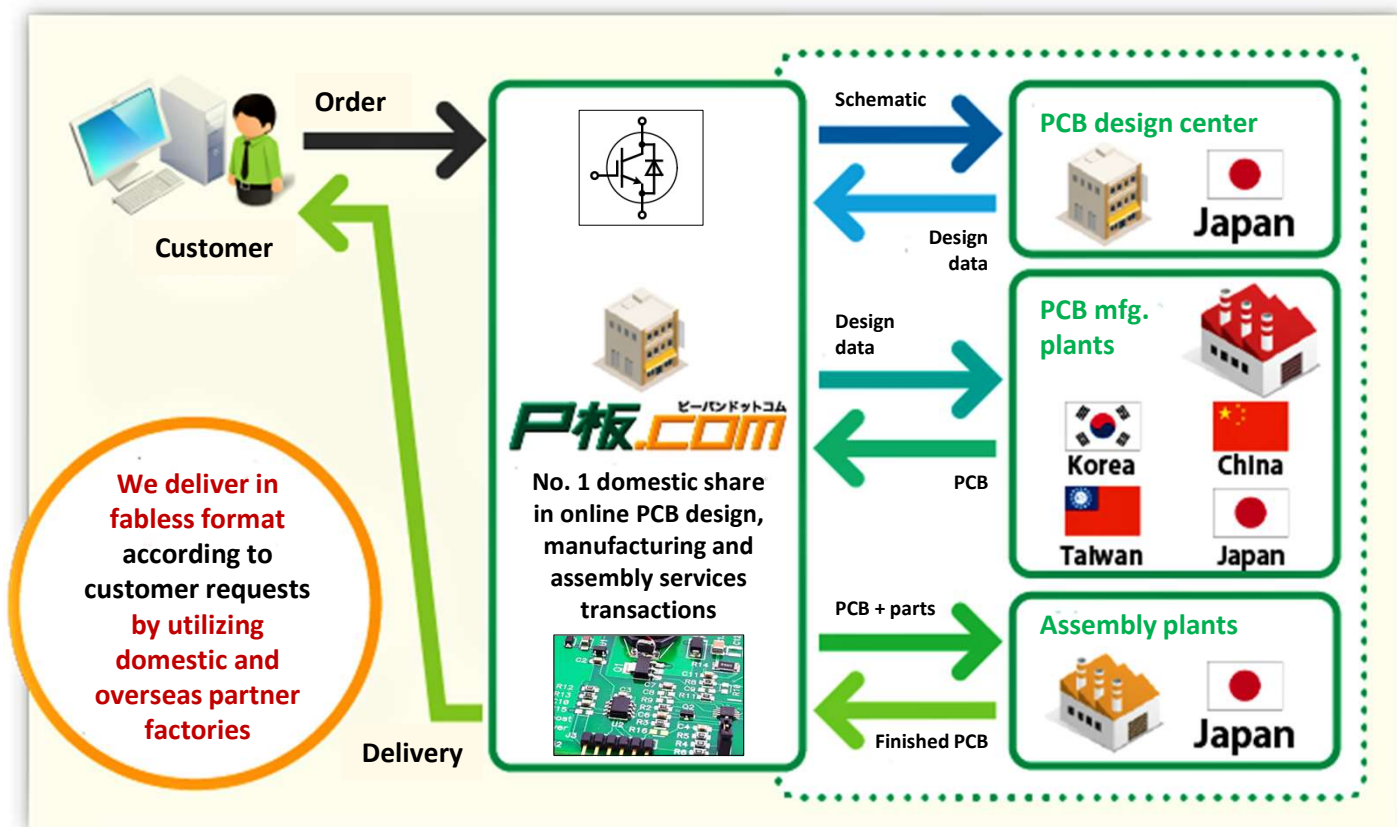 Order
Customer
Delivery
We deliver in
fabless format
according to
customer requests
by utilizing
domestic and
overseas partner
factories
ピーバンドットコム
P板.com
No. 1 domestic share
in online PCB design,
manufacturing and
assembly services
transactions
Schematic
Design
data
Design
data
PCB
PCB + parts
Finished PCB
PCB design center
Japan
PCB mfg.
plants
Korea
China
Taiwan
Japan
Assembly plants
Japan